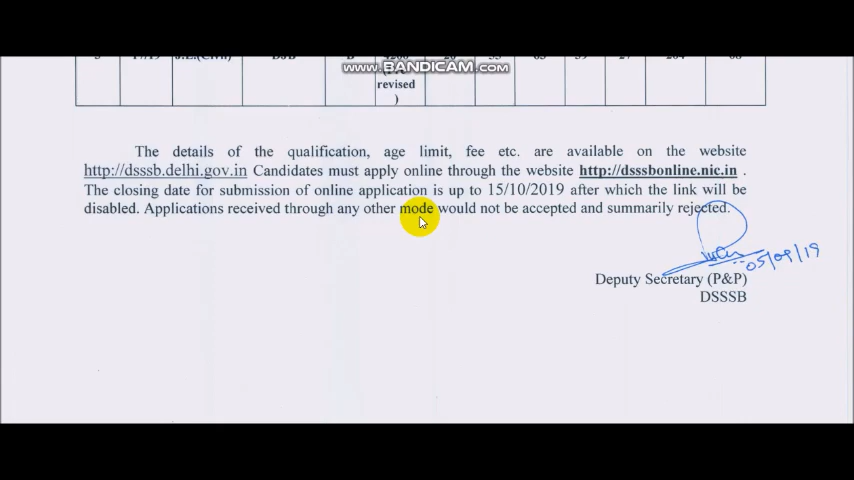 www.BANDICAM.com
revised
)
The details of the qualification, age limit, fee etc. are available on the website
http://dsssb.delhi.gov.in Candidates must apply online through the website http://dsssbonline.nic.in .
The closing date for submission of online application is up to 15/10/2019 after which the link will be
disabled. Applications received through any other mode would not be accepted and summarily rejected.
05/09/19
Deputy Secretary (P&P)
DSSSB